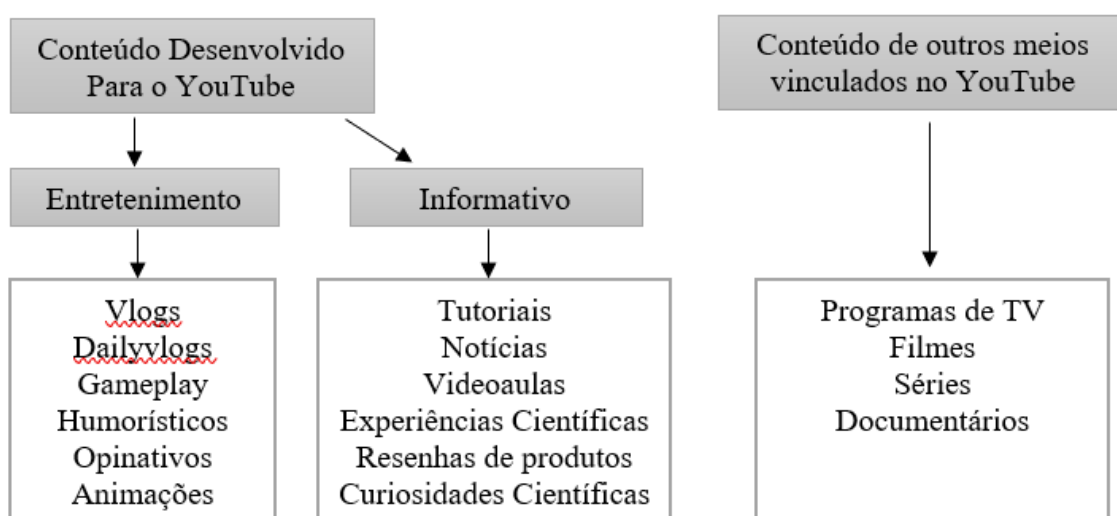 Conteúdo Desenvolvido
Para o YouTube
Conteúdo de outros meios
vinculados no YouTube
Entretenimento
Informativo
Vlogs
Dailyvlogs
Gameplay
Humorísticos
Opinativos
Animações
Tutoriais
Notícias
Videoaulas
Experiências Científicas
Resenhas de produtos
Curiosidades Científicas
Programas de TV
Filmes
Séries
Documentários